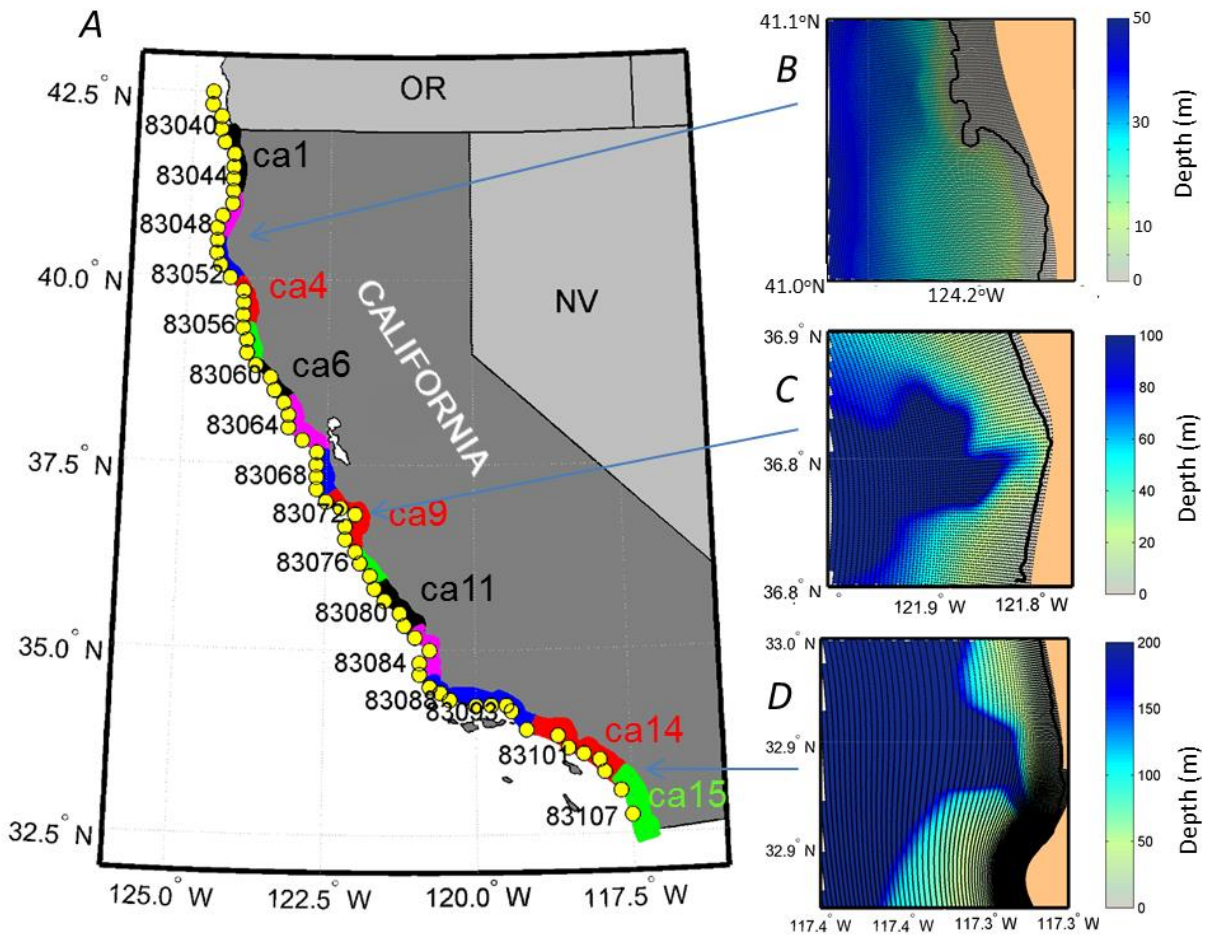 A
42.5° N
40.0° N
37.5° N
35.0° N
32.5° N
125.0° W
122.5° W
120.0° W
117.5° W
OR
NV
CALIFORNIA
83040
83044
83048
83052
83056
83060
83064
83068
83072
83076
83080
83084
83088
83093
83101
83107
ca1
ca4
ca6
ca9
ca11
ca14
ca15
B
41.1°N
41.0°N
124.2°W
50
40
30
20
10
0
Depth (m)
C
36.9° N
36.8° N
36.8° N
121.9° W
121.8° W
100
80
60
40
20
0
Depth (m)
D
33.0° N
32.9° N
32.9° N
117.4° W
117.4° W
117.3° W
117.3° W
200
150
100
50
0
Depth (m)